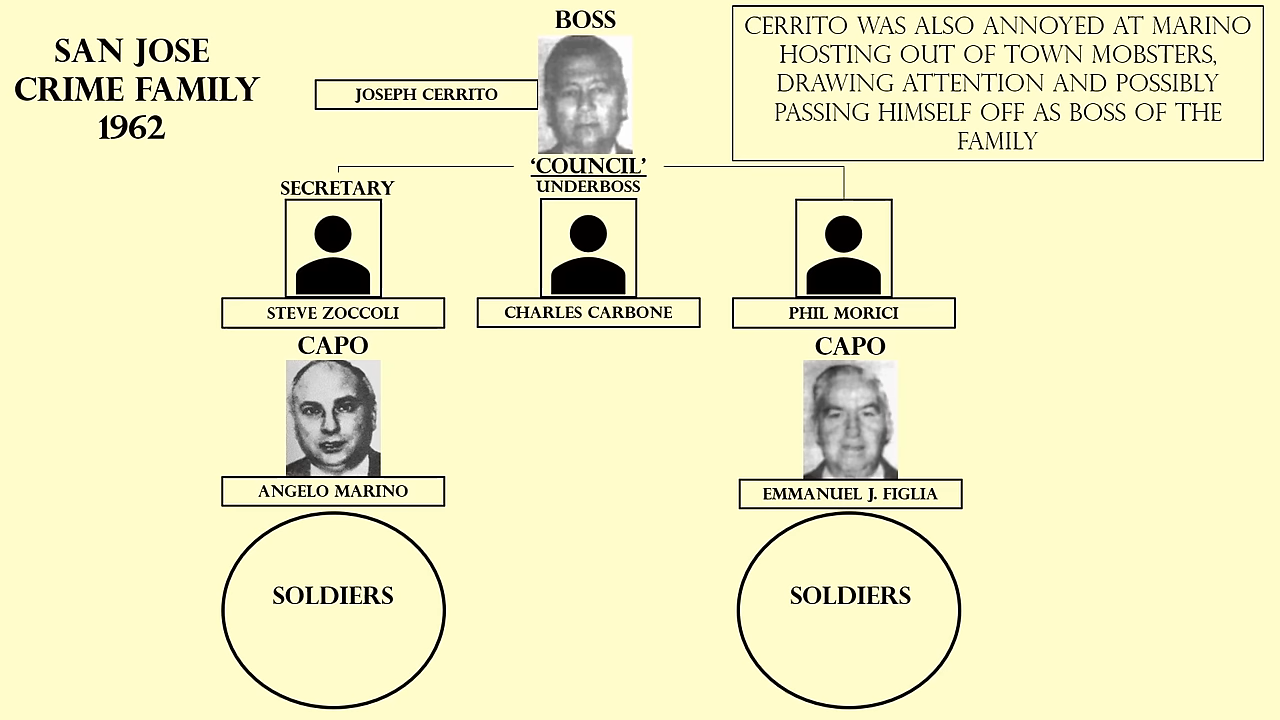 SAN JOSE
CRIME FAMILY
1962
BOSS
JOSEPH CERRITO
CERRITO WAS ALSO ANNOYED AT MARINO
HOSTING OUT OF TOWN MOBSTERS,
DRAWING ATTENTION AND POSSIBLY
PASSING HIMSELF OFF AS BOSS OF THE
FAMILY
'COUNCIL'
SECRETARY
UNDERBOSS
STEVE ZOCCOLI
CHARLES CARBONE
PHIL MORICI
CAPO
CAPO
ANGELO MARINO
EMMANUEL J. FIGLIA
SOLDIERS
SOLDIERS